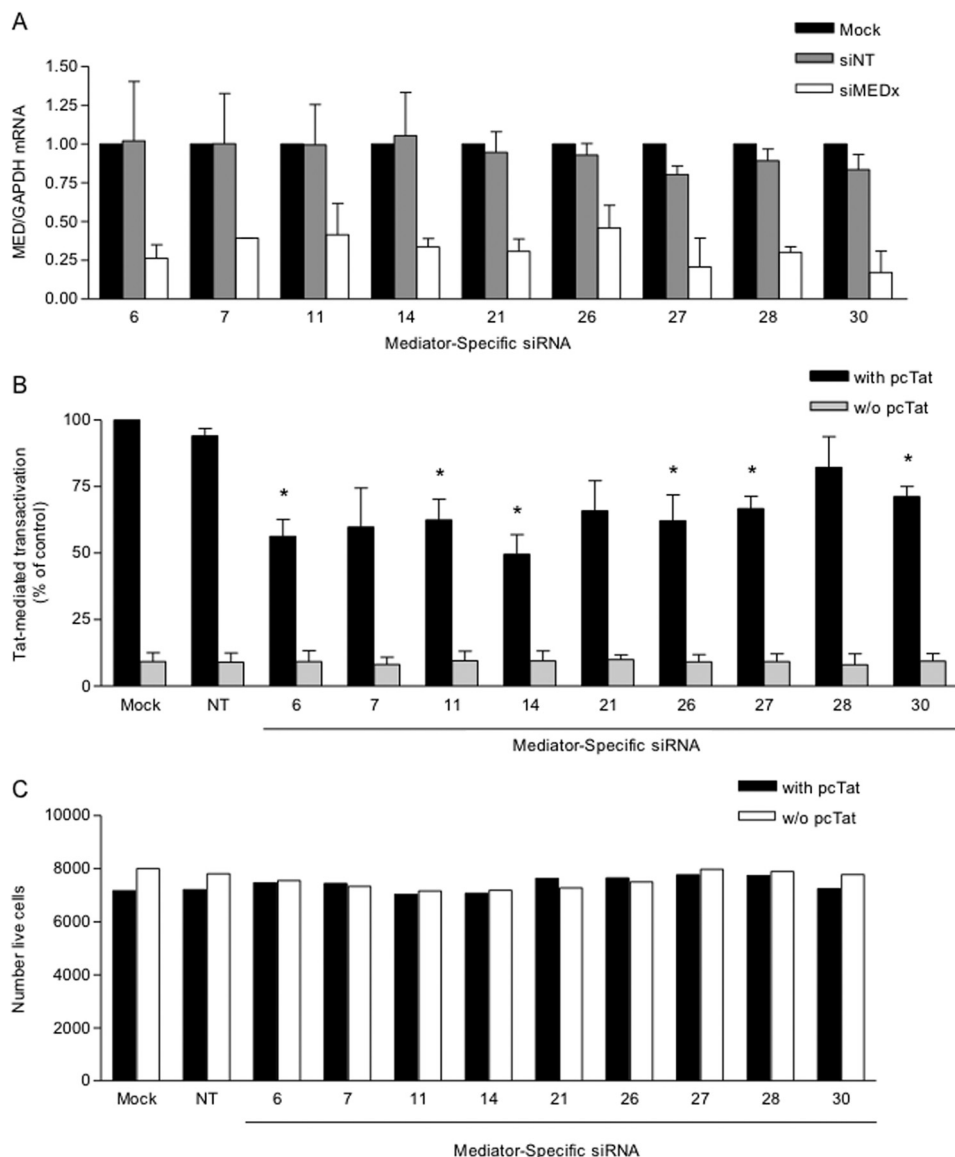 A
Mock
siNT
siMEDx
MED/GAPDH mRNA
1.50
1.25
1.00
0.75
0.50
0.25
0.00
6 7 11 14 21 26 27 28 30
Mediator-Specific siRNA
B
with pcTat
w/o pcTat
Tat-mediated transactivation
(% of control)
100
75
50
25
0
* * * * * *
Mock NT 6 7 11 14 21 26 27 28 30
Mediator-Specific siRNA
C
with pcTat
w/o pcTat
Number live cells
10000
8000
6000
4000
2000
0
Mock NT 6 7 11 14 21 26 27 28 30
Mediator-Specific siRNA